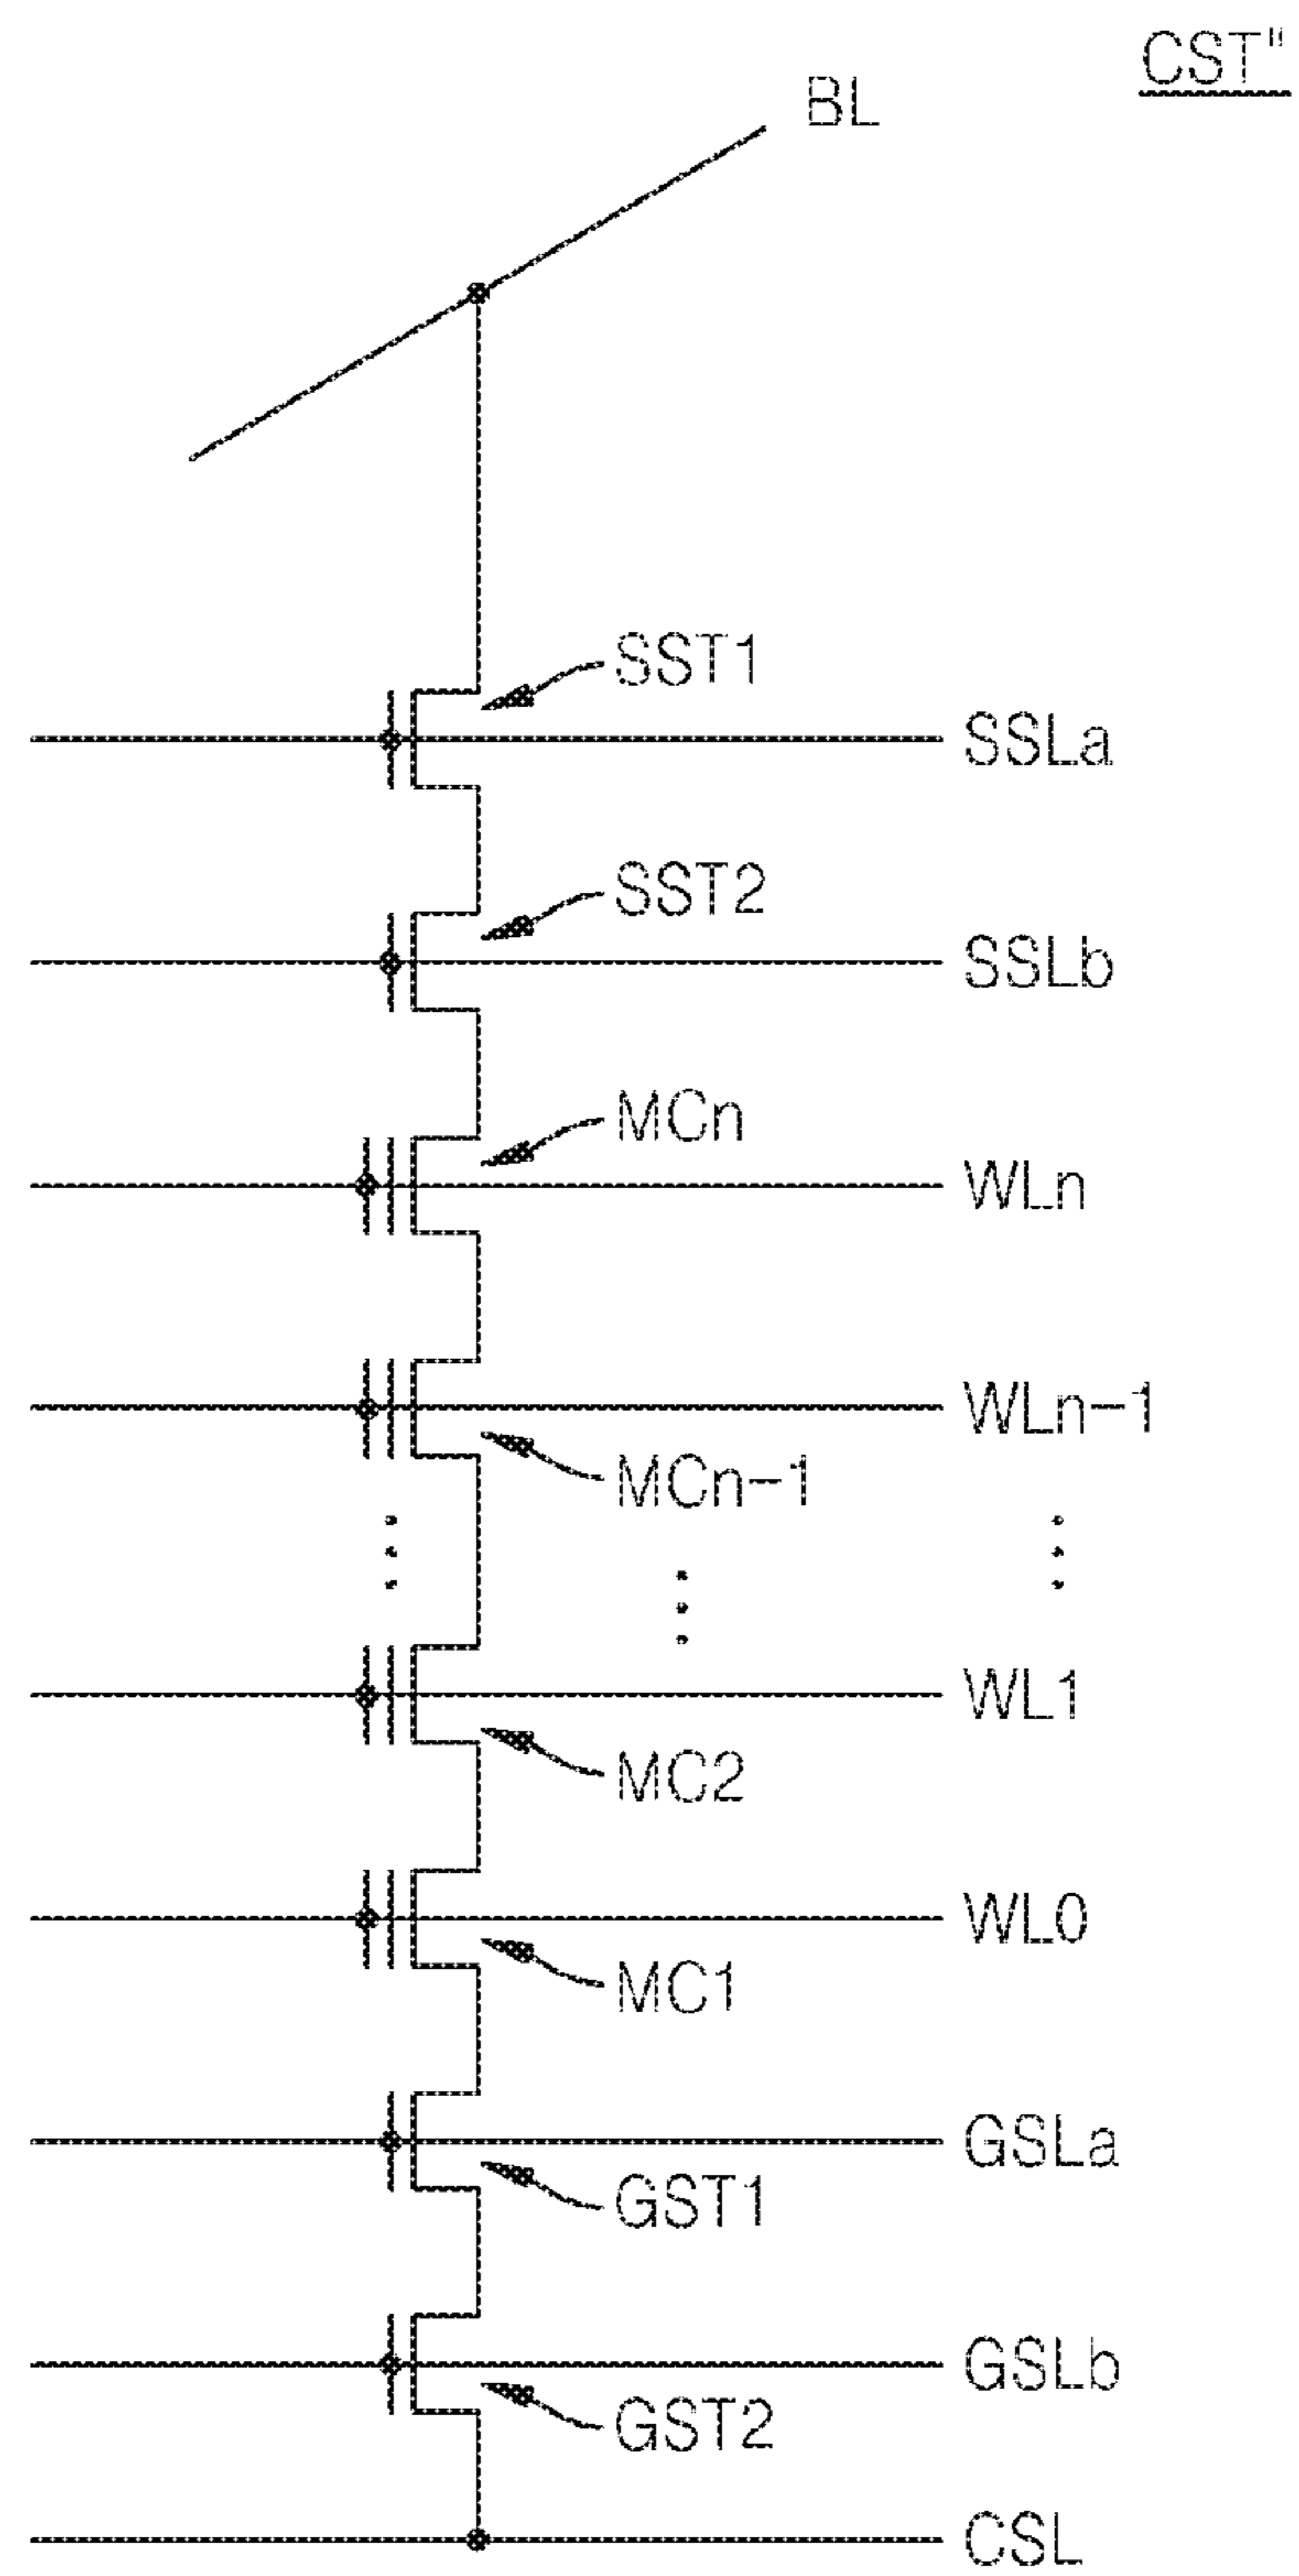 CST"
BL
SST1
SSLa
SST2
SSLb
MCn
WLn
WLn-1
MCn-1
WL1
MC2
WL0
MC1
GSLa
GST1
GSLb
GST2
CSL